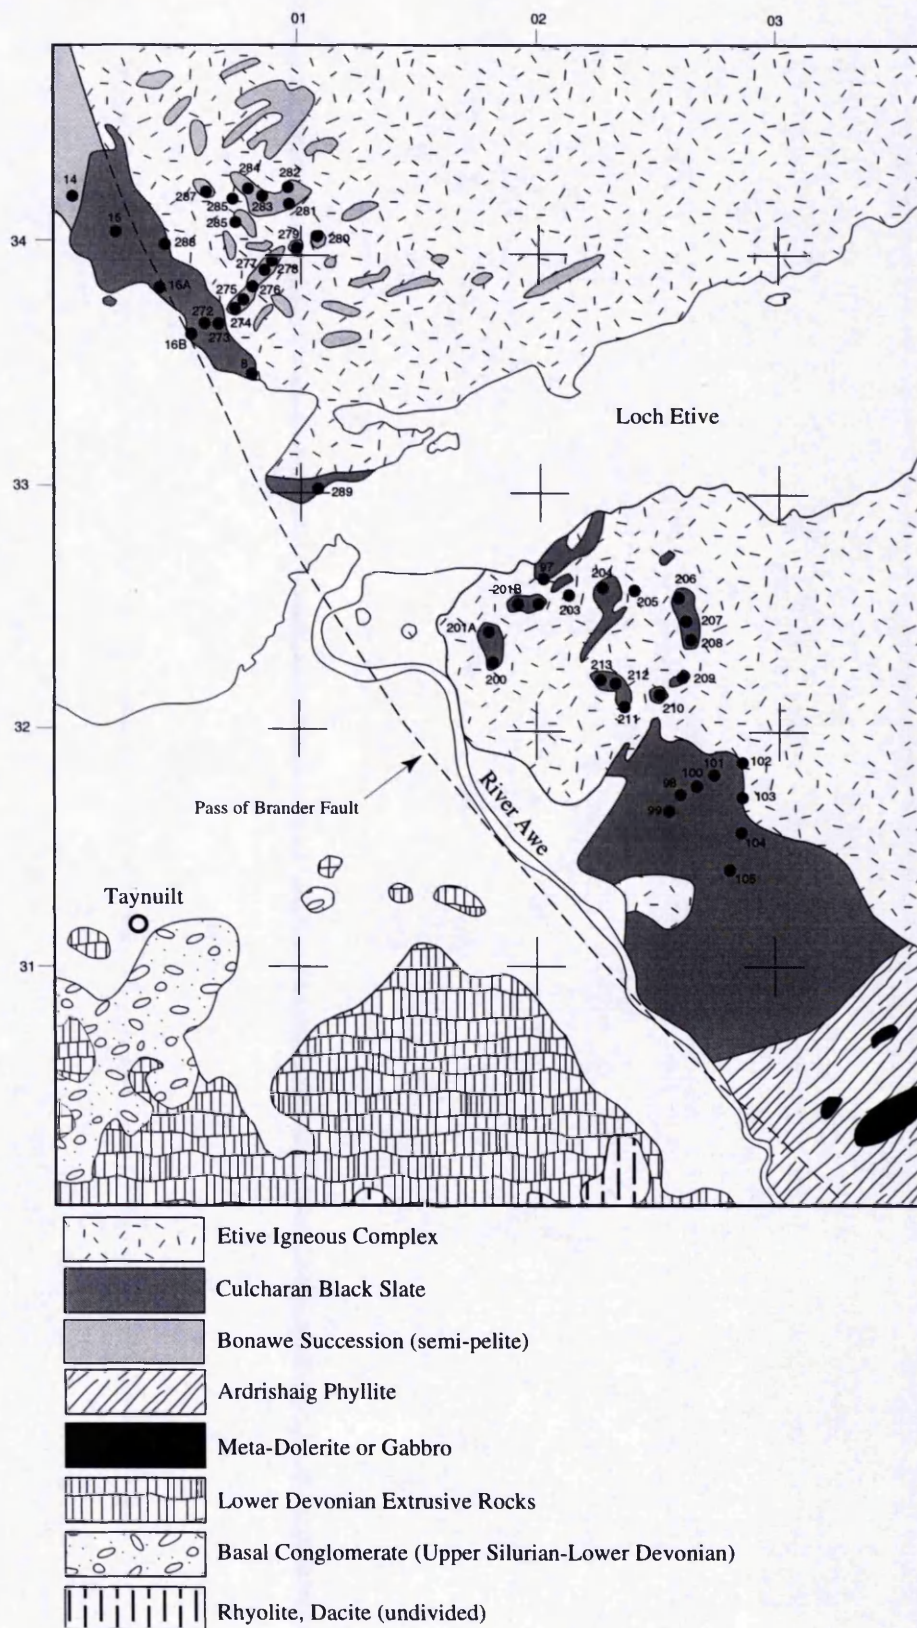 01 02 03
284 282
14 287 285 283 281
15 285 279 280
34 288
277 278
16A 275 276
272 274
16B 273
8
Loch Etive
33
289
97 204 206
201B 203 205
201A 207
208
200 213 212 209
211 210
32
101 102
98 100
99 103
Pass of Brander Fault
River Awe
104
105
Taynuilt
31
Etive Igneous Complex
Culcharan Black Slate
Bonawe Succession (semi-pelite)
Ardrishaig Phyllite
Meta-Dolerite or Gabbro
Lower Devonian Extrusive Rocks
Basal Conglomerate (Upper Silurian-Lower Devonian)
Rhyolite, Dacite (undivided)